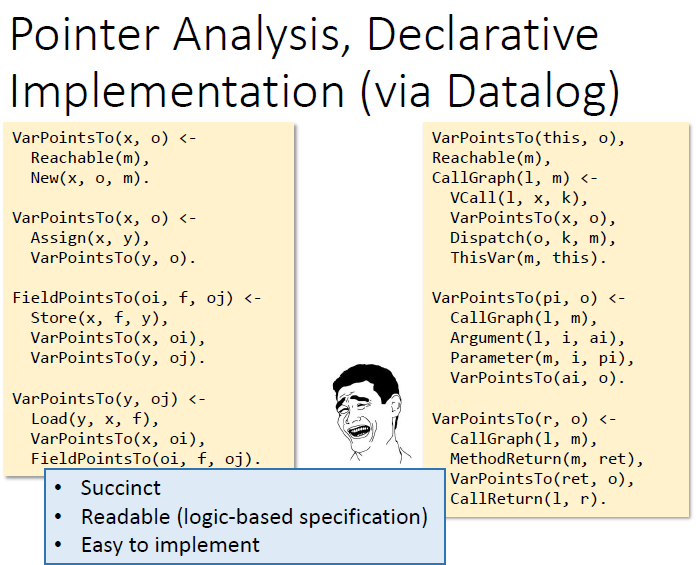 Pointer Analysis, Declarative
Implementation (via Datalog)
VarPointsTo(x, o) <-
Reachable(m),
New(x, o, m).
VarPointsTo(x, o) <-
Assign(x, y),
VarPointsTo(y, o).
FieldPointsTo(oi, f, oj) <-
Store(x, f, y),
VarPointsTo(x, oi),
VarPointsTo(y, oj).
VarPointsTo(y, oj) <-
Load(y, x, f),
VarPointsTo(x, oi),
FieldPointsTo(oi, f, oj).
VarPointsTo(this, o),
Reachable(m),
CallGraph(l, m) <-
VCall(l, x, k),
VarPointsTo(x, o),
Dispatch(o, k, m),
ThisVar(m, this).
VarPointsTo(pi, o) <-
CallGraph(l, m),
Argument(l, i, ai),
Parameter(m, i, pi),
VarPointsTo(ai, o).
VarPointsTo(r, o) <-
CallGraph(l, m),
MethodReturn(m, ret),
VarPointsTo(ret, o),
CallReturn(l, r).
• Succinct
• Readable (logic-based specification)
• Easy to implement